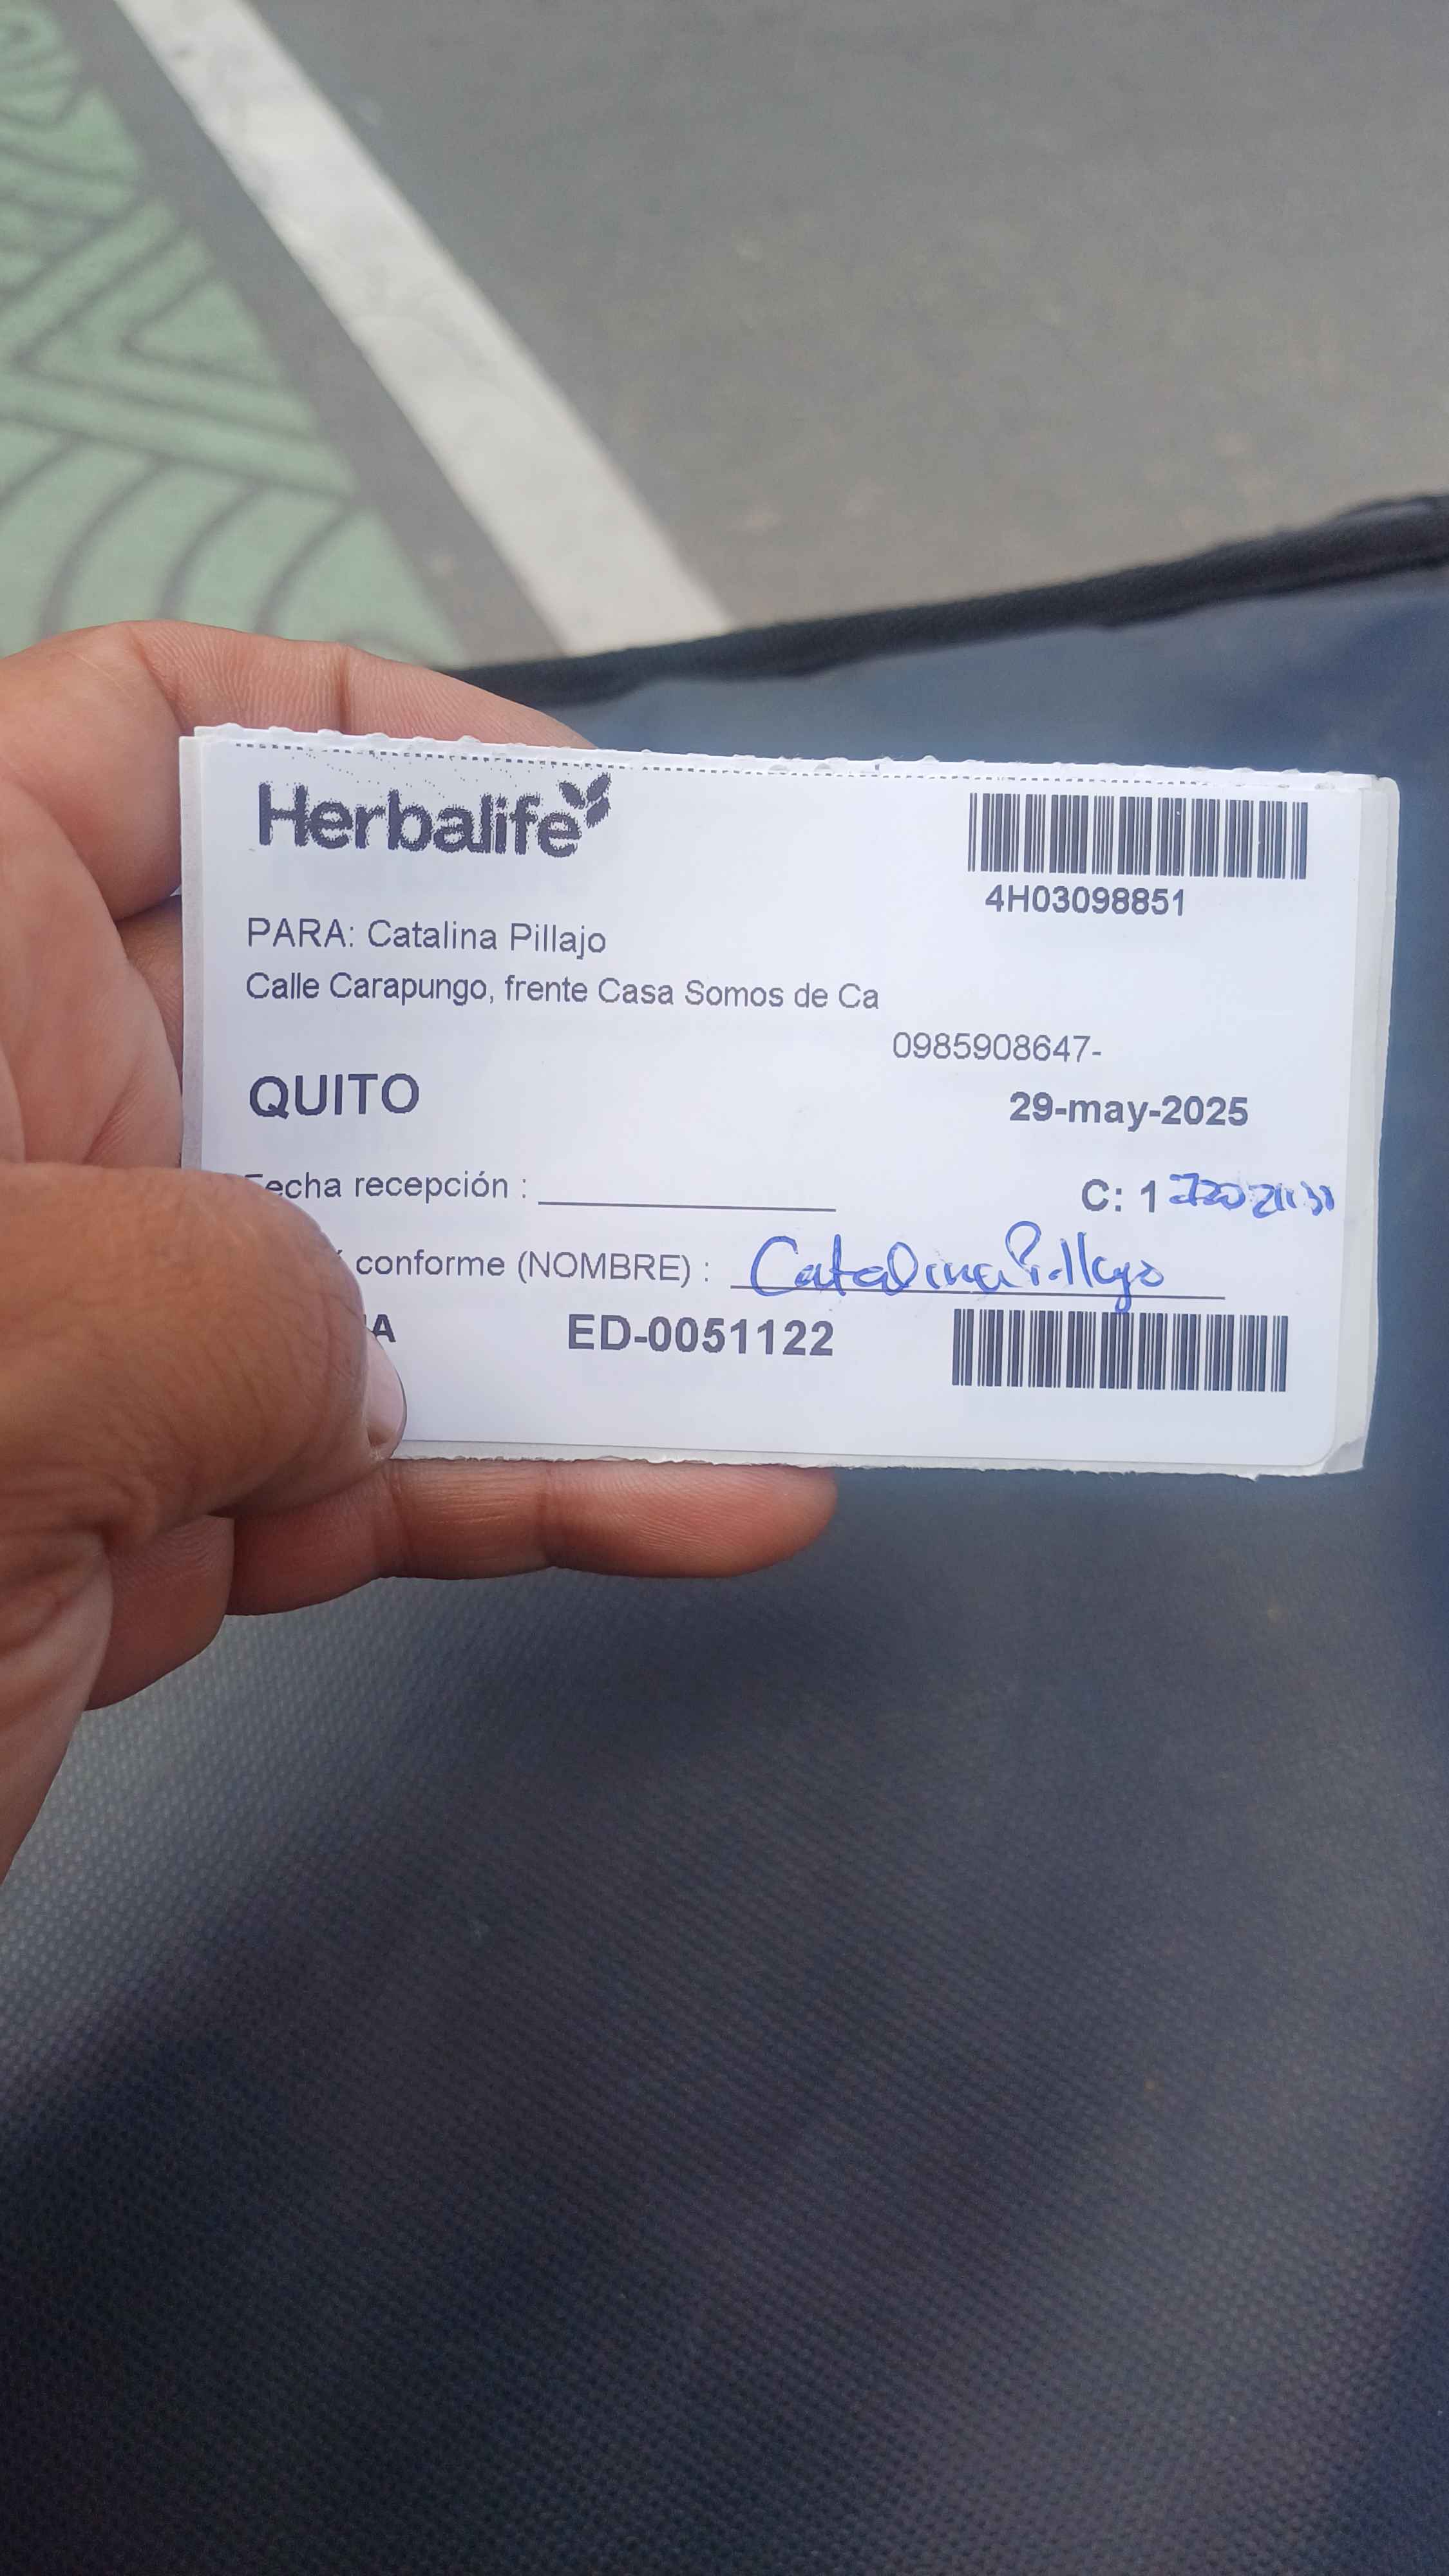 Herbalife
4H03098851
PARA: Catalina Pillajo
Calle Carapungo, frente Casa Somos de Ca
0985908647-
QUITO
29-may-2025
Fecha recepción :
C: 1
conforme (NOMBRE) : Catalina Pillajo
ED-0051122